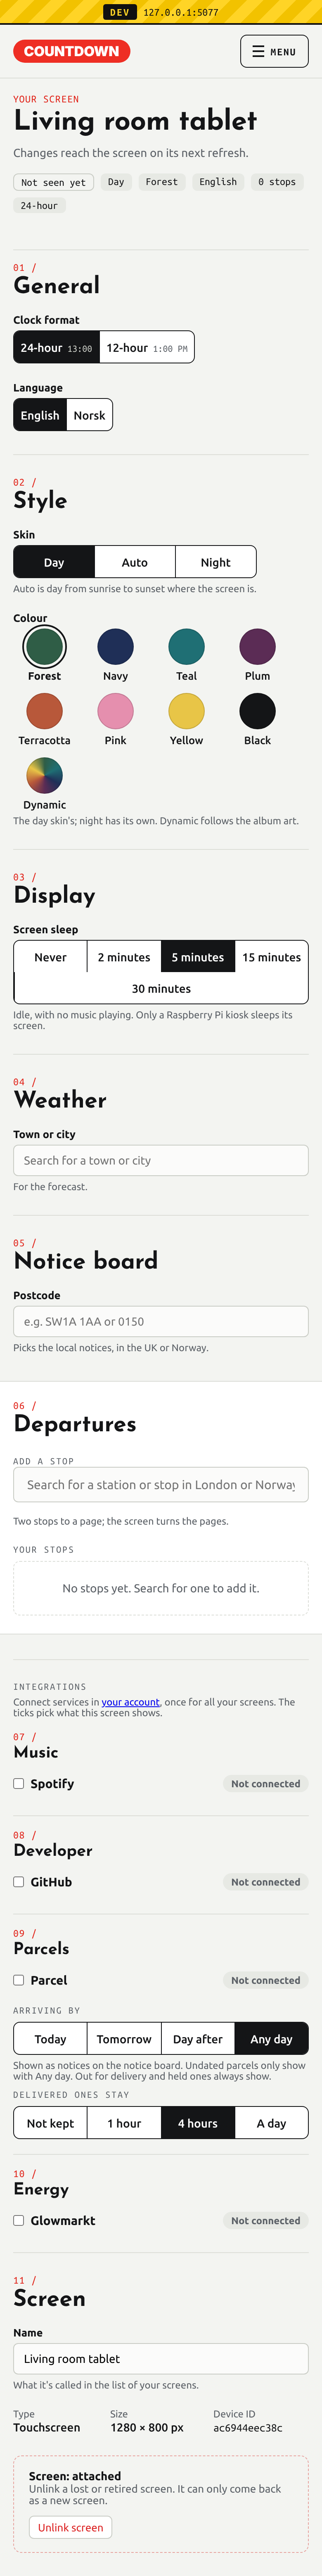 DEV 127.0.0.1:5077
COUNTDOWN
☰ MENU
YOUR SCREEN
Living room tablet
Changes reach the screen on its next refresh.
Not seen yet Day Forest English 0 stops
24-hour
01 /
General
Clock format
24-hour 13:00 12-hour 1:00 PM
Language
English Norsk
02 /
Style
Skin
Day Auto Night
Auto is day from sunrise to sunset where the screen is.
Colour
Forest Navy Teal Plum
Terracotta Pink Yellow Black
Dynamic
The day skin's; night has its own. Dynamic follows the album art.
03 /
Display
Screen sleep
Never 2 minutes 5 minutes 15 minutes
30 minutes
Idle, with no music playing. Only a Raspberry Pi kiosk sleeps its
screen.
04 /
Weather
Town or city
Search for a town or city
For the forecast.
05 /
Notice board
Postcode
e.g. SW1A 1AA or 0150
Picks the local notices, in the UK or Norway.
06 /
Departures
ADD A STOP
Search for a station or stop in London or Norway
Two stops to a page; the screen turns the pages.
YOUR STOPS
No stops yet. Search for one to add it.
INTEGRATIONS
Connect services in your account, once for all your screens. The
ticks pick what this screen shows.
07 /
Music
Spotify Not connected
08 /
Developer
GitHub Not connected
09 /
Parcels
Parcel Not connected
ARRIVING BY
Today Tomorrow Day after Any day
Shown as notices on the notice board. Undated parcels only show
with Any day. Out for delivery and held ones always show.
DELIVERED ONES STAY
Not kept 1 hour 4 hours A day
10 /
Energy
Glowmarkt Not connected
11 /
Screen
Name
Living room tablet
What it's called in the list of your screens.
Type Size Device ID
Touchscreen 1280 × 800 px ac6944eec38c
Screen: attached
Unlink a lost or retired screen. It can only come back
as a new screen.
Unlink screen